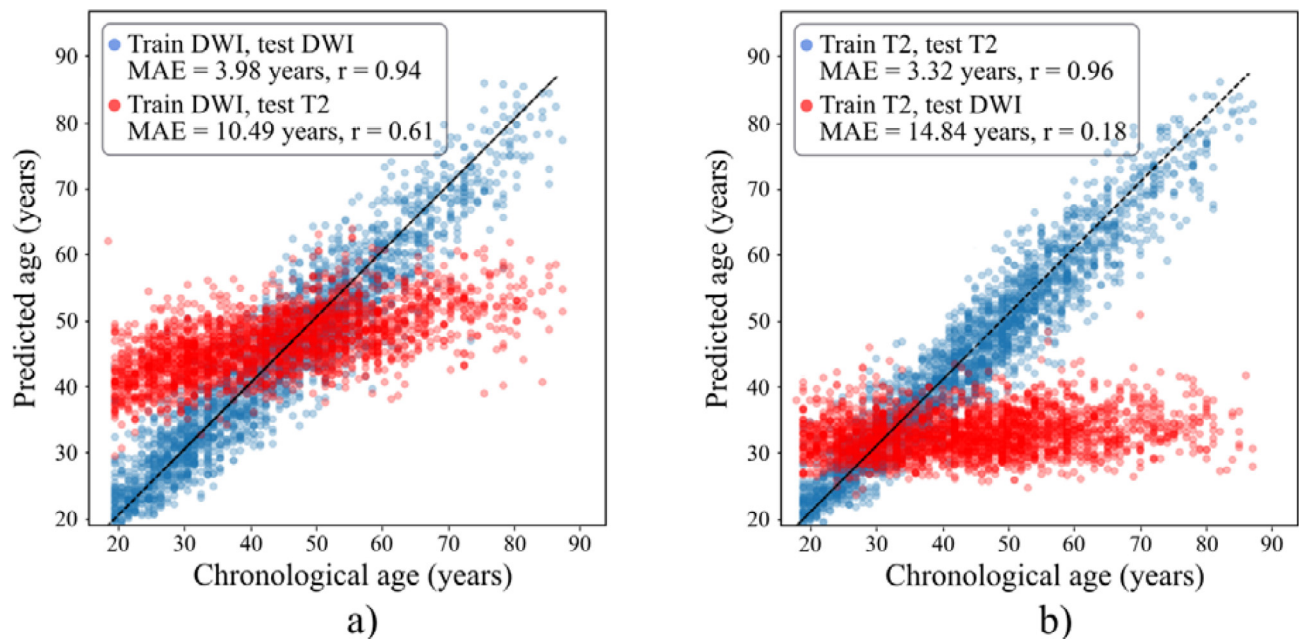 Train DWI, test DWI
MAE = 3.98 years, r = 0.94
Train DWI, test T2
MAE = 10.49 years, r = 0.61
Predicted age (years)
90
80
70
60
50
40
30
20
20 30 40 50 60 70 80 90
Chronological age (years)
a)
Train T2, test T2
MAE = 3.32 years, r = 0.96
Train T2, test DWI
MAE = 14.84 years, r = 0.18
Predicted age (years)
90
80
70
60
50
40
30
20
20 30 40 50 60 70 80 90
Chronological age (years)
b)